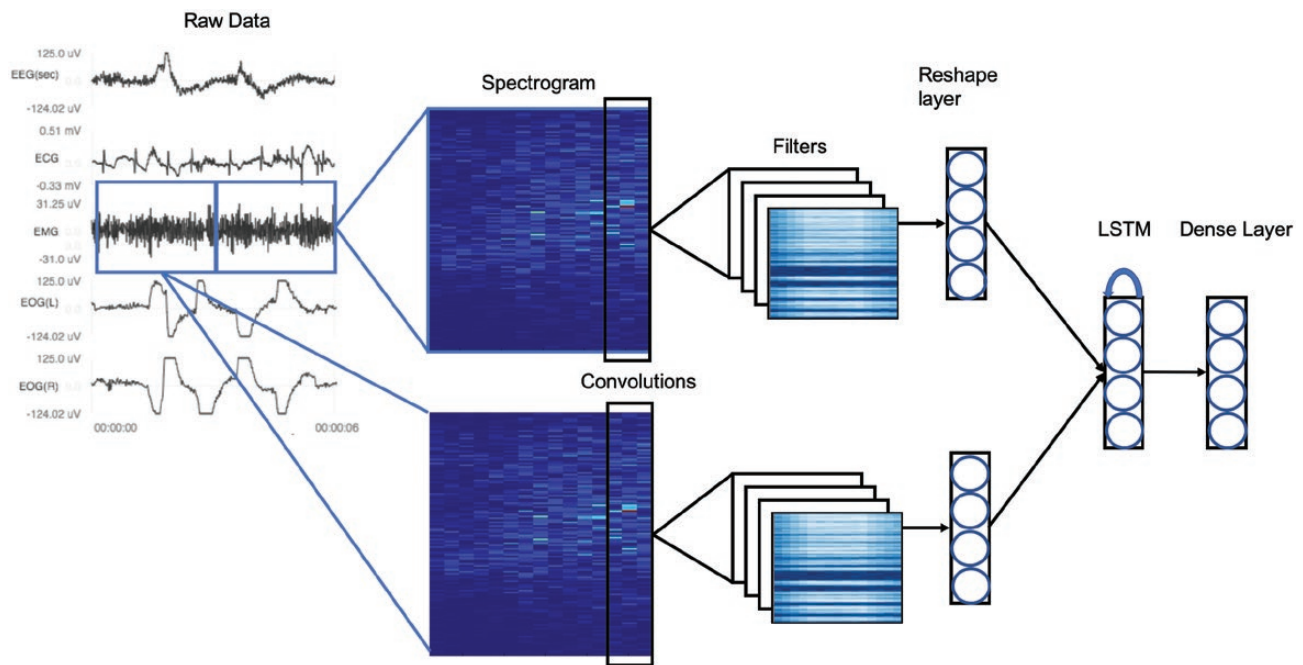 Raw Data
125.0 uV
EEG(sec)
-124.02 uV
0.51 mV
ECG
-0.33 mV
31.25 uV
EMG
-31.0 uV
125.0 uV
EOG(L)
-124.02 uV
125.0 uV
EOG(R)
-124.02 uV
00:00:00
00:00:06
Spectrogram
Convolutions
Filters
Reshape
layer
LSTM
Dense Layer